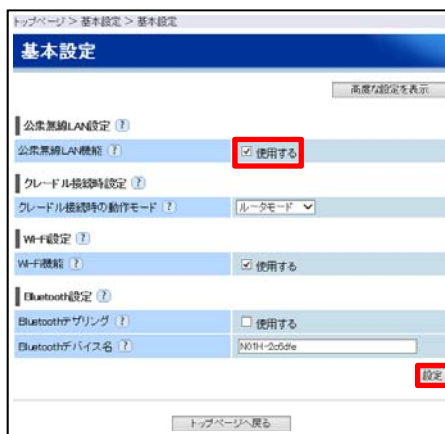 トップページ > 基本設定 > 基本設定
基本設定
高度な設定を表示
公衆無線LAN設定 ?
公衆無線LAN機能 ? 使用する
クレードル接続時設定 ?
クレードル接続時の動作モード ? ルータモード
Wi-Fi設定 ?
Wi-Fi機能 ? 使用する
Bluetooth設定 ?
Bluetoothテザリング ? 使用する
Bluetoothデバイス名 ? N01H-2c6dfe
設定
トップページへ戻る